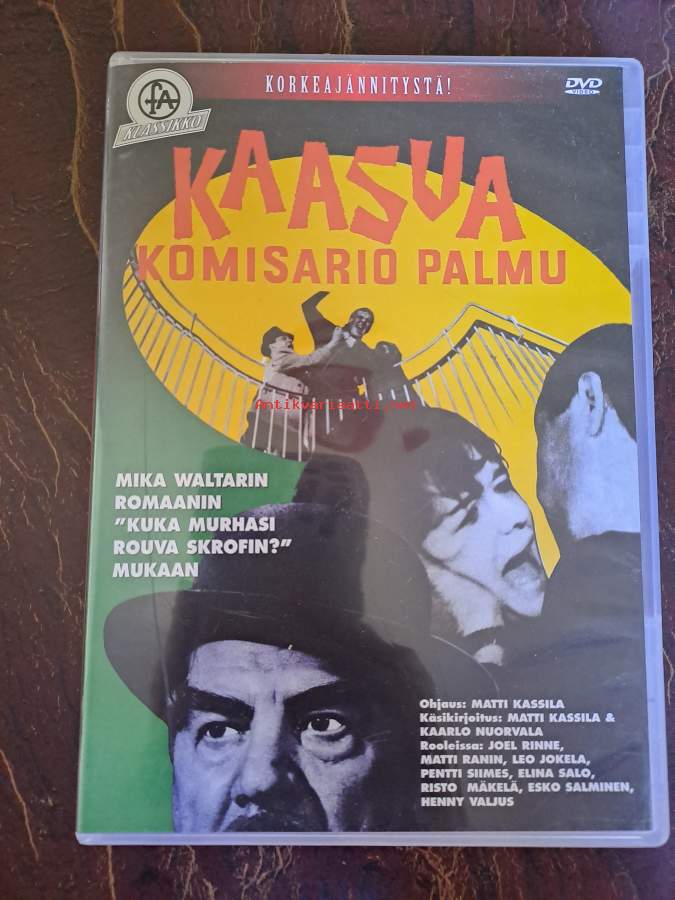 KORKEAJÄNNITYSTÄ!
DVD
VIDEO
fA
KLASSIKKO
KAASUA
KOMISARIO PALMU
Antikvariaatti.net
MIKA WALTARIN
ROMAANIN
"KUKA MURHASI
ROUVA SKROFIN?"
MUKAAN
Ohjaus: MATTI KASSILA
Käsikirjoitus: MATTI KASSILA &
KAARLO NUORVALA
Rooleissa: JOEL RINNE,
MATTI RANIN, LEO JOKELA,
PENTTI SIIMES, ELINA SALO,
RISTO MÄKELÄ, ESKO SALMINEN,
HENNY VALJUS